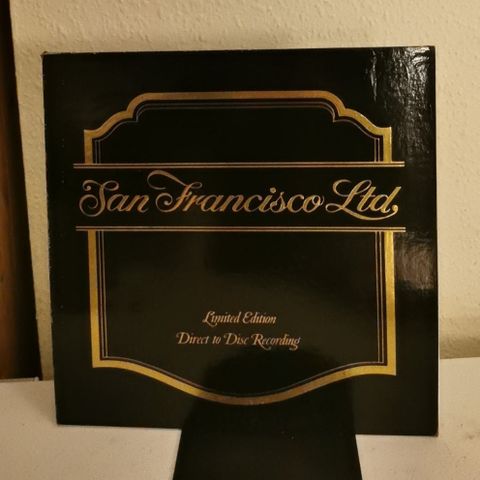 San Francisco Ltd.
Limited Edition
Direct to Disc Recording